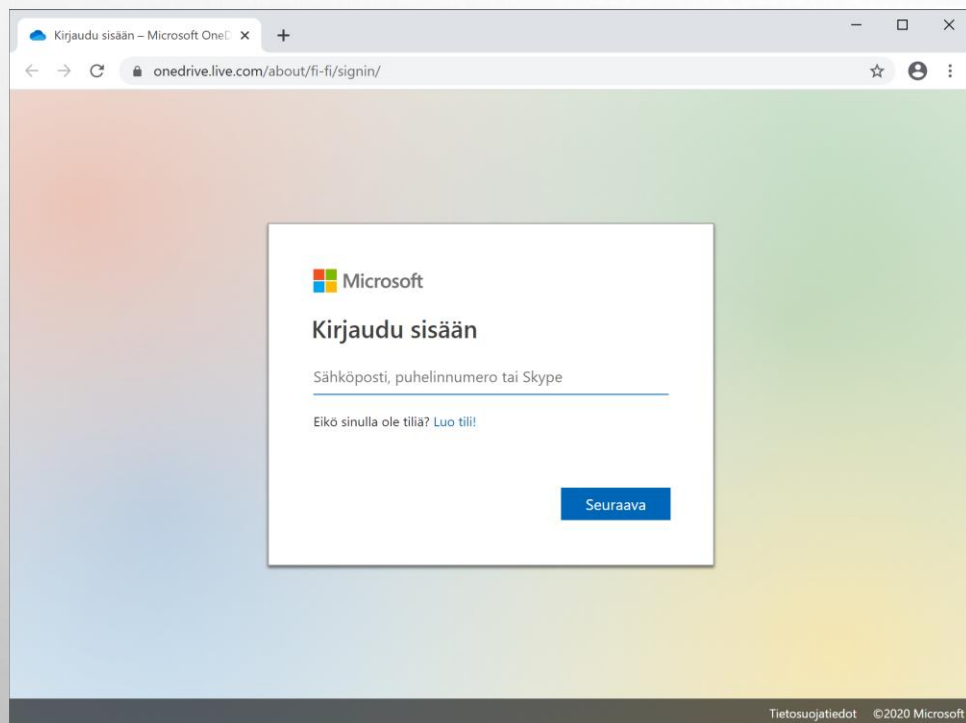 Kirjaudu sisään – Microsoft OneD
onedrive.live.com/about/fi-fi/signin/
Microsoft
Kirjaudu sisään
Sähköposti, puhelinnumero tai Skype
Eikö sinulla ole tiliä? Luo tili!
Seuraava
Tietosuojatiedot ©2020 Microsoft